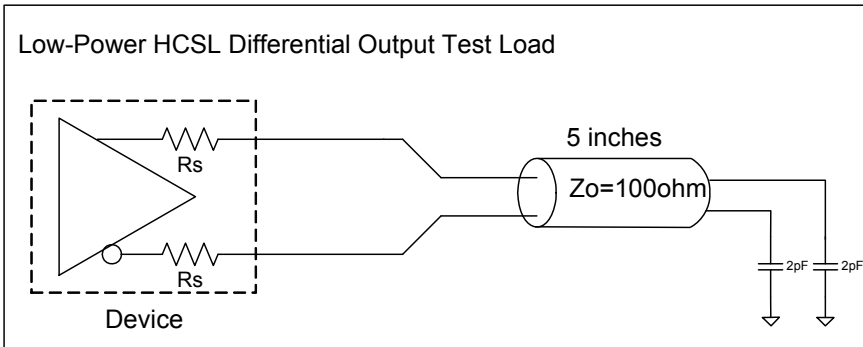 Low-Power HCSL Differential Output Test Load
Rs
Rs
Device
5 inches
Zo=100ohm
2pF
2pF